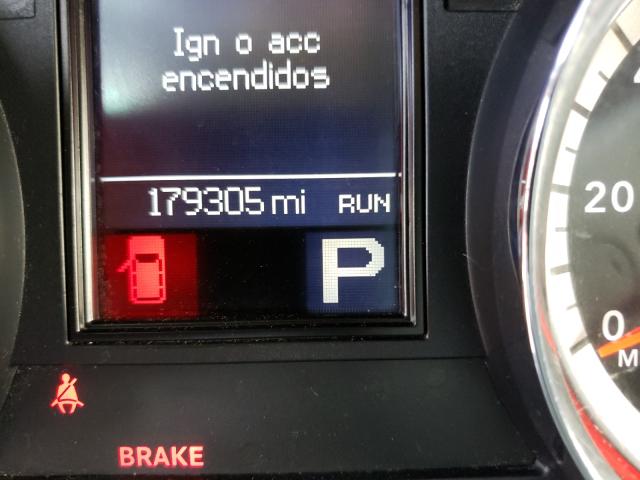 Ign o acc
encendidos
179305 mi RUN
P
20
0
M
BRAKE